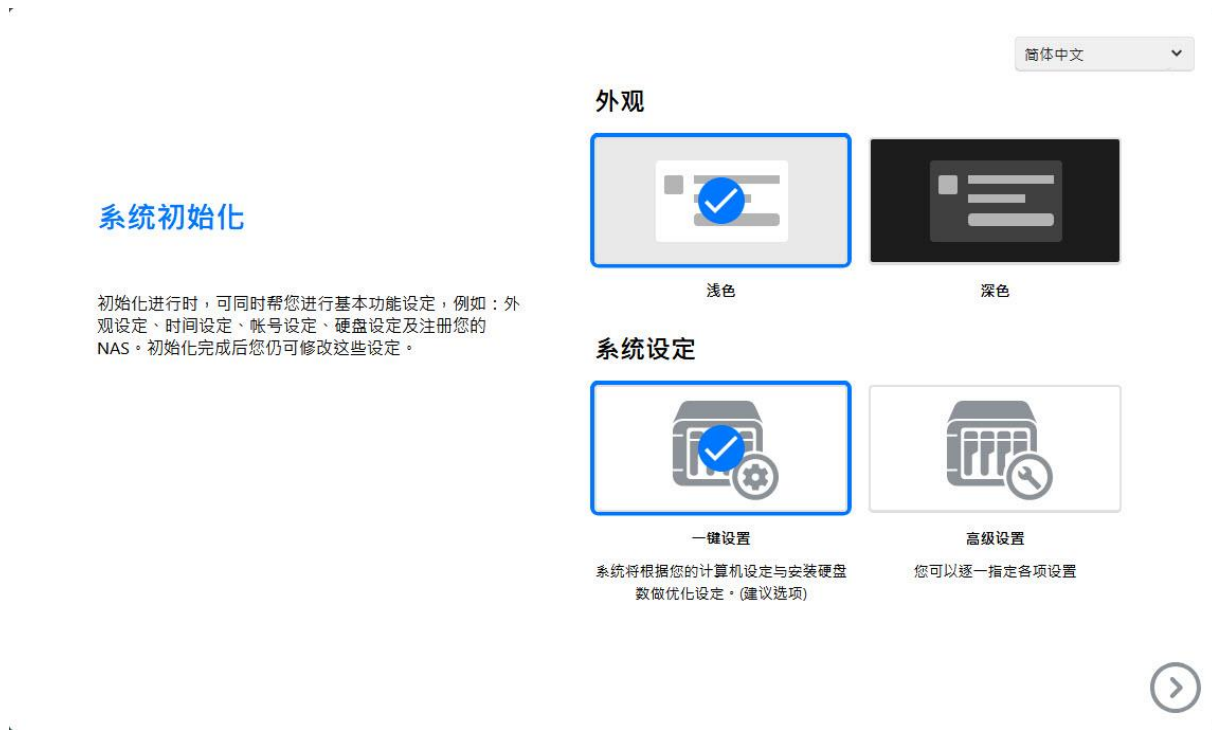 简体中文
外观
系统初始化
初始化进行时，可同时帮您进行基本功能设定，例如：外
观设定、时间设定、帐号设定、硬盘设定及注册您的
NAS。初始化完成后您仍可修改这些设定。
浅色
深色
系统设定
一键设置
系统将根据您的计算机设定与安装硬盘
数做优化设定。(建议选项)
高级设置
您可以逐一指定各项设置